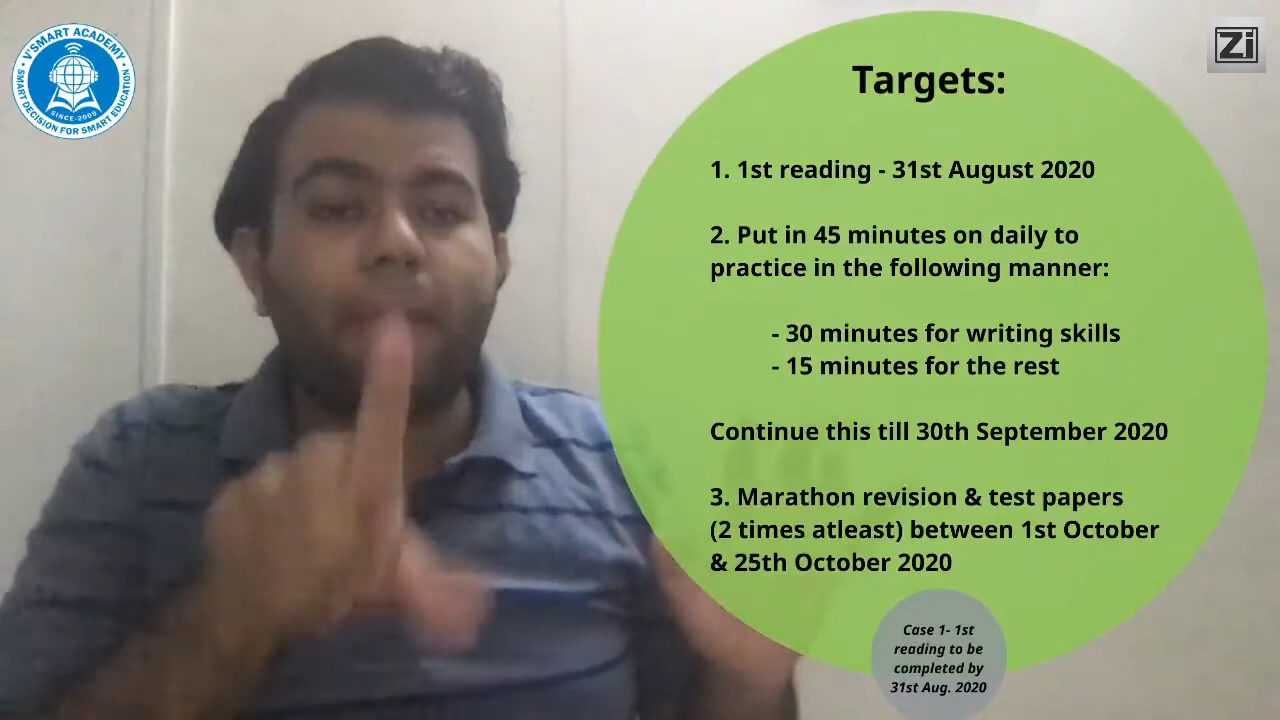 V'SMART ACADEMY
SINCE-2009
SMART DECISION FOR SMART EDUCATION
Zi
Targets:
1. 1st reading - 31st August 2020
2. Put in 45 minutes on daily to
practice in the following manner:
- 30 minutes for writing skills
- 15 minutes for the rest
Continue this till 30th September 2020
3. Marathon revision & test papers
(2 times atleast) between 1st October
& 25th October 2020
Case 1- 1st
reading to be
completed by
31st Aug. 2020